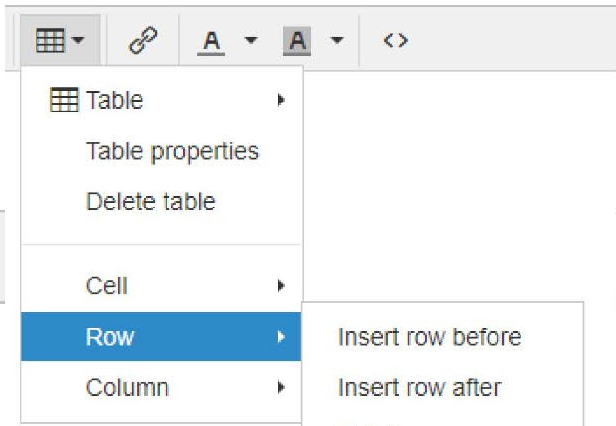 A A <>
Table
Table properties
Delete table
Cell
Row
Insert row before
Column
Insert row after